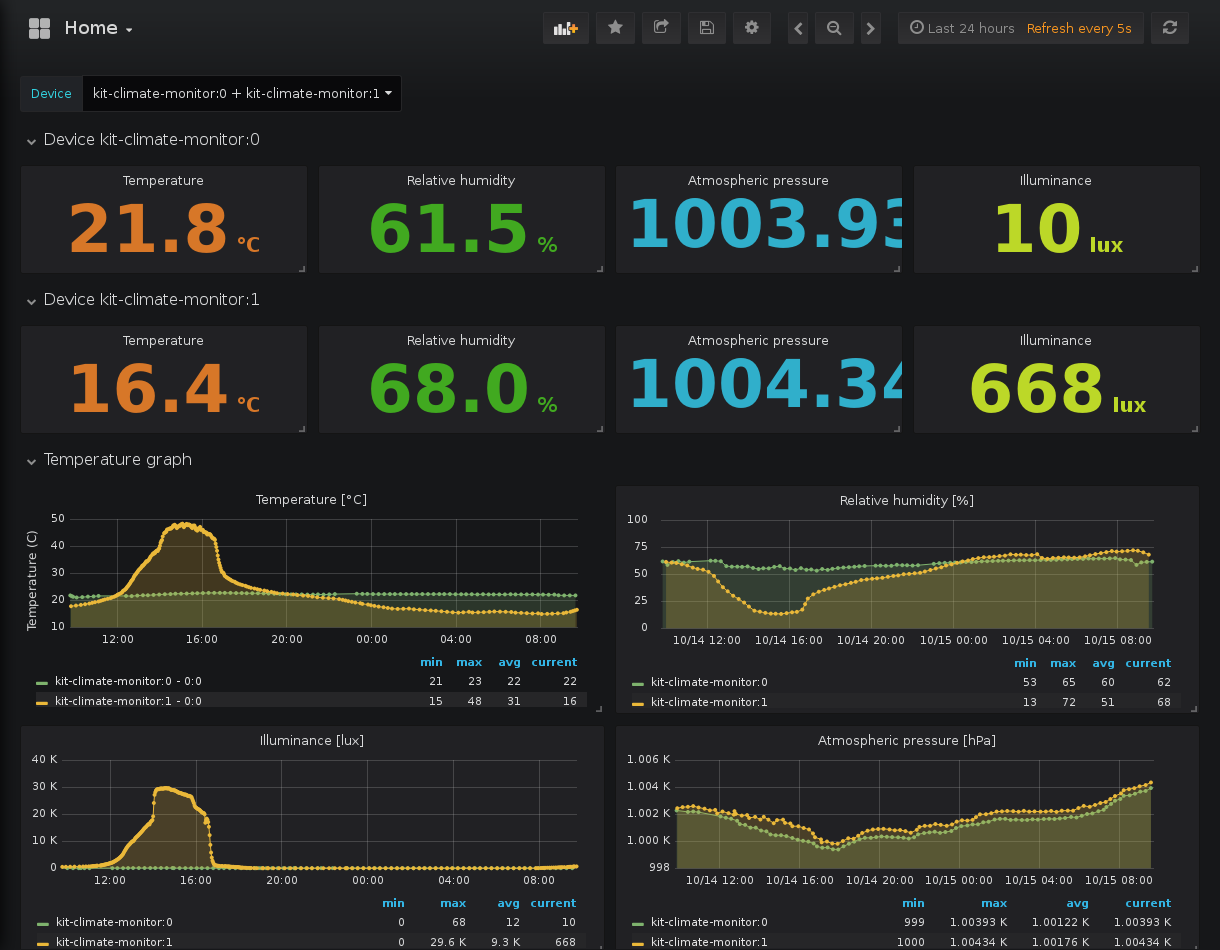 Home
Last 24 hours Refresh every 5s
Device kit-climate-monitor:0 + kit-climate-monitor:1
Device kit-climate-monitor:0
Temperature Relative humidity Atmospheric pressure Illuminance
21.8 °C 61.5 % 1003.93 10 lux
Device kit-climate-monitor:1
Temperature Relative humidity Atmospheric pressure Illuminance
16.4 °C 68.0 % 1004.34 668 lux
Temperature graph
Temperature [°C]
Temperature (C)
50
40
30
20
10
12:00 16:00 20:00 00:00 04:00 08:00
min max avg current
kit-climate-monitor:0 - 0:0 21 23 22 22
kit-climate-monitor:1 - 0:0 15 48 31 16
Relative humidity [%]
100
75
50
25
0
10/14 12:00 10/14 16:00 10/14 20:00 10/15 00:00 10/15 04:00 10/15 08:00
min max avg current
kit-climate-monitor:0 53 65 60 62
kit-climate-monitor:1 13 72 51 68
Illuminance [lux]
40 K
30 K
20 K
10 K
0
12:00 16:00 20:00 00:00 04:00 08:00
min max avg current
kit-climate-monitor:0 0 68 12 10
kit-climate-monitor:1 0 29.6 K 9.3 K 668
Atmospheric pressure [hPa]
1.006 K
1.004 K
1.002 K
1.000 K
998
10/14 12:00 10/14 16:00 10/14 20:00 10/15 00:00 10/15 04:00 10/15 08:00
min max avg current
kit-climate-monitor:0 999 1.00393 K 1.00122 K 1.00393 K
kit-climate-monitor:1 1000 1.00434 K 1.00176 K 1.00434 K